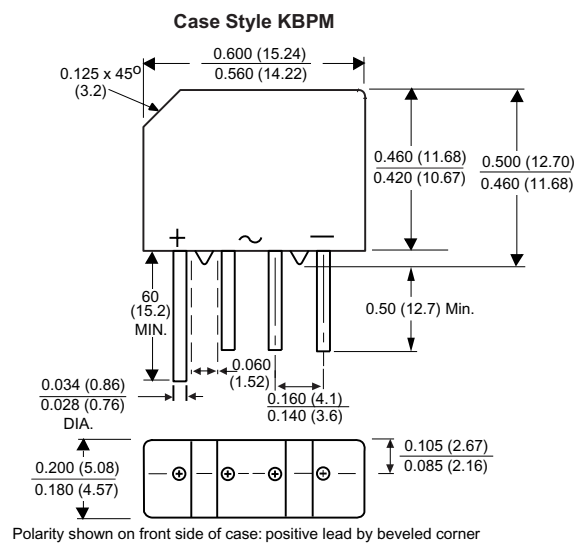 Case Style KBPM
0.600 (15.24)
0.560 (14.22)
0.125 x 45º
(3.2)
0.460 (11.68)
0.420 (10.67)
0.500 (12.70)
0.460 (11.68)
+ ~ —
60
(15.2)
MIN.
0.50 (12.7) Min.
0.060
(1.52)
0.034 (0.86)
0.028 (0.76)
DIA.
0.160 (4.1)
0.140 (3.6)
0.200 (5.08)
0.180 (4.57)
0.105 (2.67)
0.085 (2.16)
Polarity shown on front side of case: positive lead by beveled corner